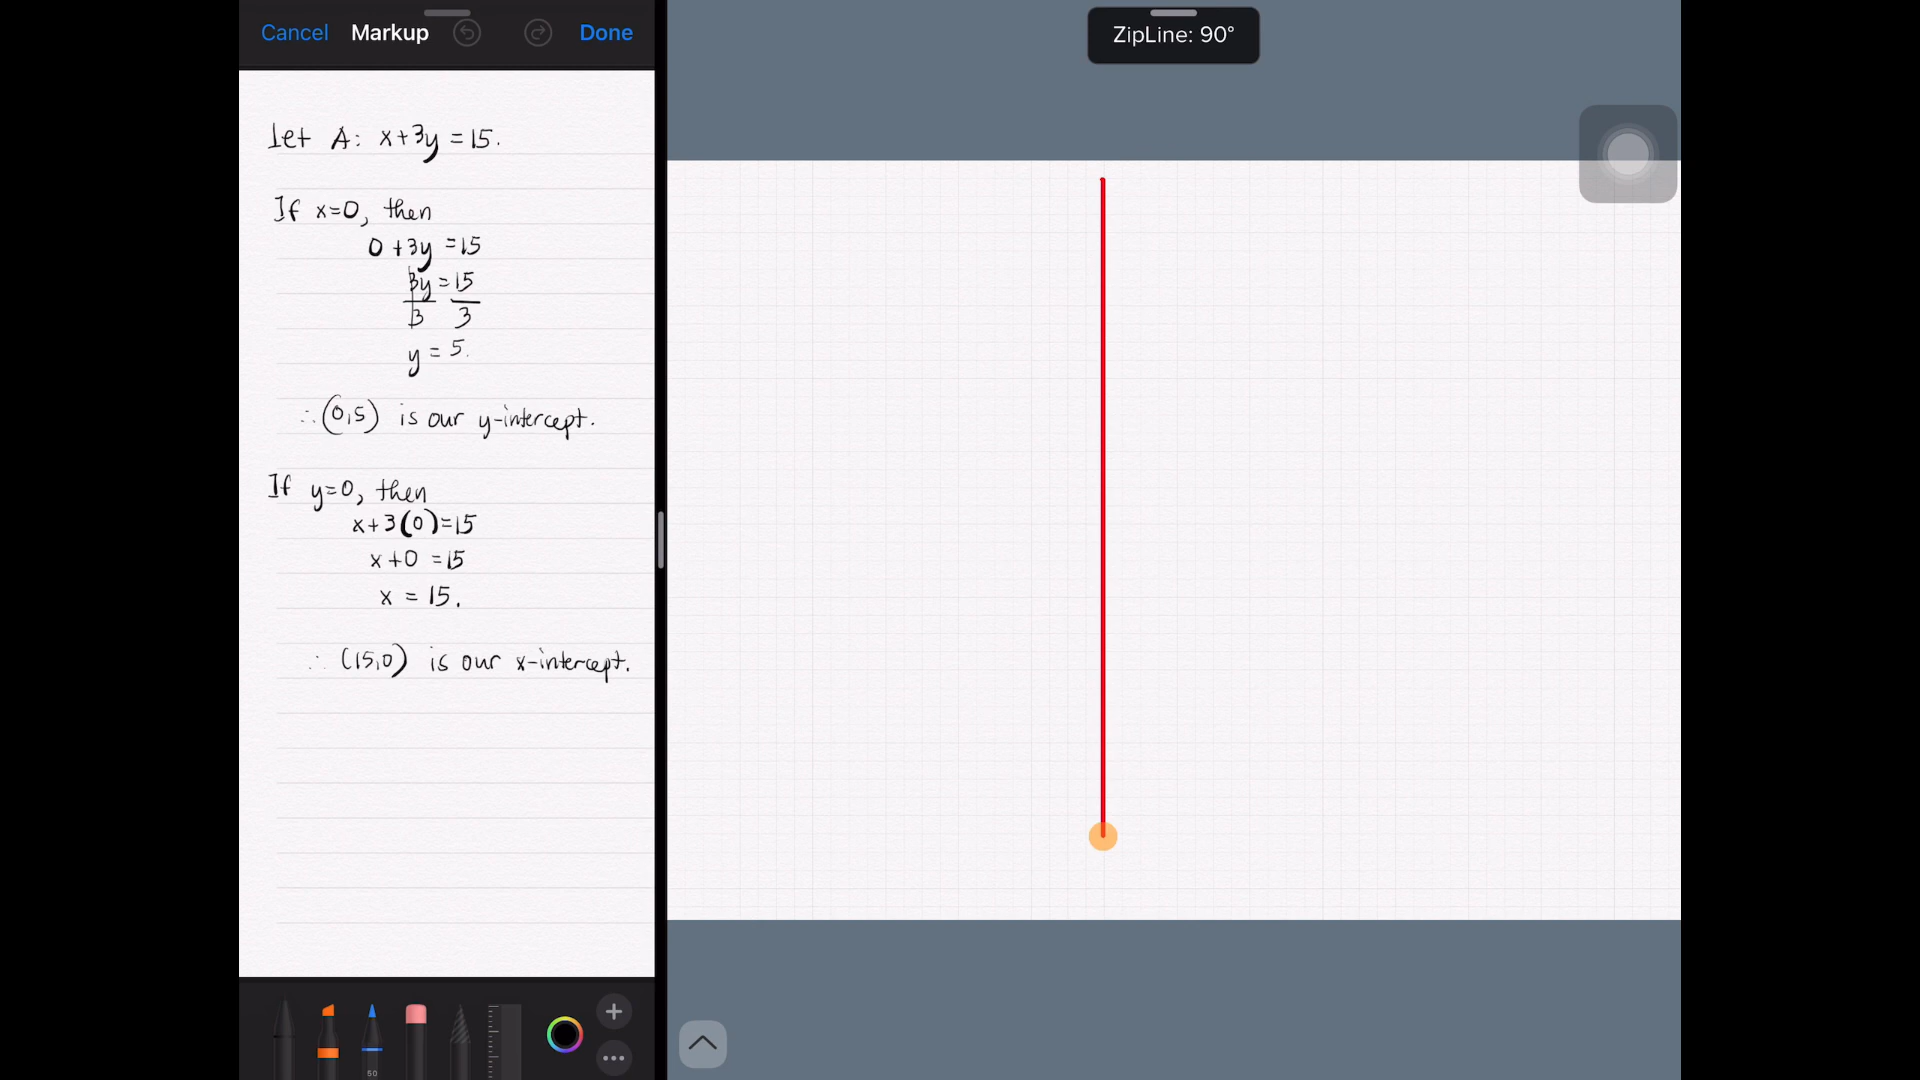 Cancel Markup Done
ZipLine: 90°
Let A: x+3y = 15.
If x=0, then
0 +3y = 15
3y = 15
3 3
y = 5.
∴ (0,5) is our y-intercept.
If y=0, then
x+3(0)=15
x+0 = 15
x = 15.
∴ (15,0) is our x-intercept.
50